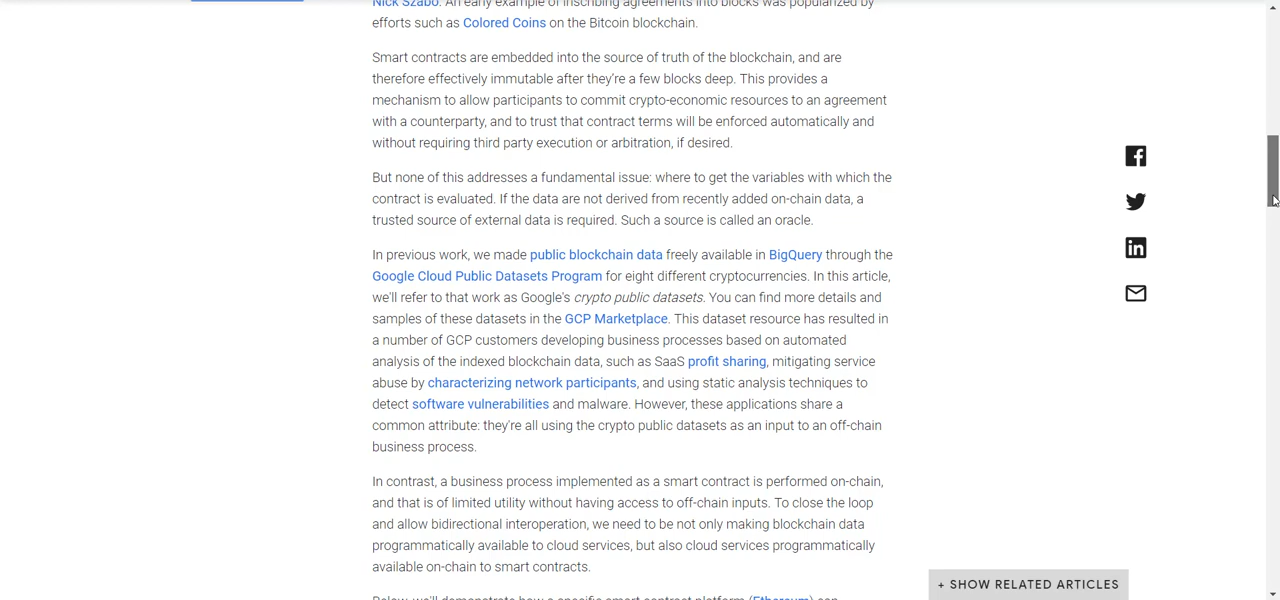 Nick Szabo. An early example of inscribing agreements into blocks was popularized by
efforts such as Colored Coins on the Bitcoin blockchain.
Smart contracts are embedded into the source of truth of the blockchain, and are
therefore effectively immutable after they're a few blocks deep. This provides a
mechanism to allow participants to commit crypto-economic resources to an agreement
with a counterparty, and to trust that contract terms will be enforced automatically and
without requiring third party execution or arbitration, if desired.
But none of this addresses a fundamental issue: where to get the variables with which the
contract is evaluated. If the data are not derived from recently added on-chain data, a
trusted source of external data is required. Such a source is called an oracle.
In previous work, we made public blockchain data freely available in BigQuery through the
Google Cloud Public Datasets Program for eight different cryptocurrencies. In this article,
we'll refer to that work as Google's crypto public datasets. You can find more details and
samples of these datasets in the GCP Marketplace. This dataset resource has resulted in
a number of GCP customers developing business processes based on automated
analysis of the indexed blockchain data, such as SaaS profit sharing, mitigating service
abuse by characterizing network participants, and using static analysis techniques to
detect software vulnerabilities and malware. However, these applications share a
common attribute: they're all using the crypto public datasets as an input to an off-chain
business process.
In contrast, a business process implemented as a smart contract is performed on-chain,
and that is of limited utility without having access to off-chain inputs. To close the loop
and allow bidirectional interoperation, we need to be not only making blockchain data
programmatically available to cloud services, but also cloud services programmatically
available on-chain to smart contracts.
+ SHOW RELATED ARTICLES
Below, we'll demonstrate how a specific smart contract platform (Ethereum) can